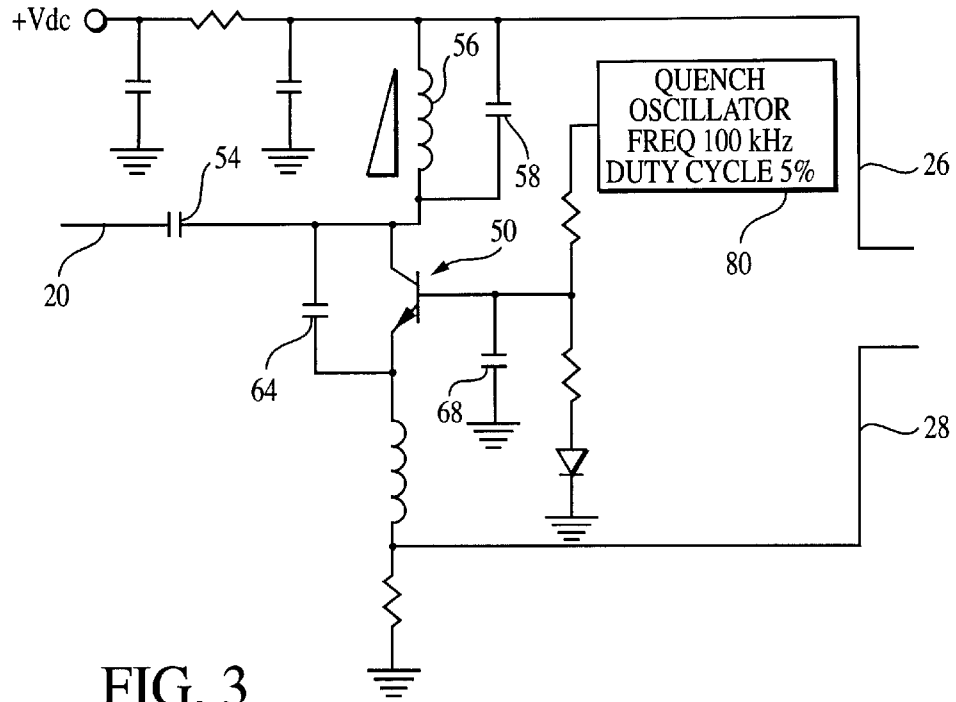 +Vdc
56
QUENCH
OSCILLATOR
FREQ 100 kHz
DUTY CYCLE 5%
54
58
26
80
20
50
64
68
28
FIG. 3